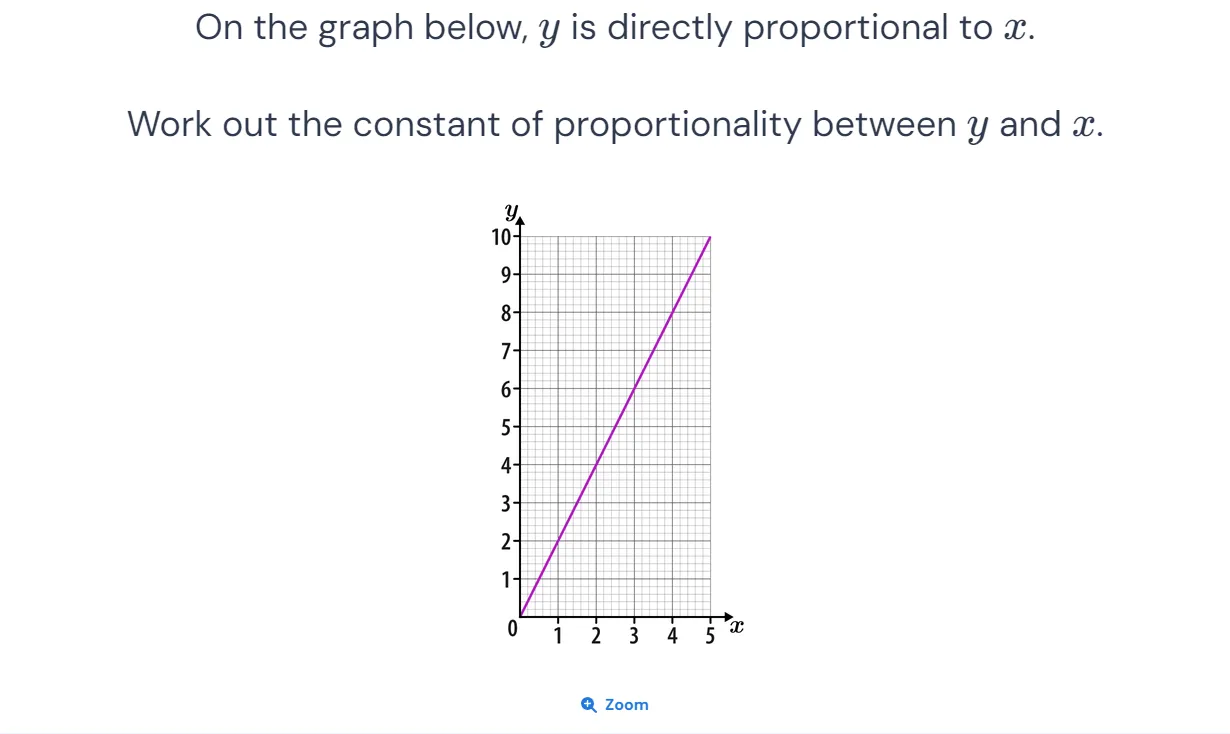 On the graph below, y is directly proportional to x.
Work out the constant of proportionality between y and x.
y
10
9
8
7
6
5
4
3
2
1
0 1 2 3 4 5 x
Zoom